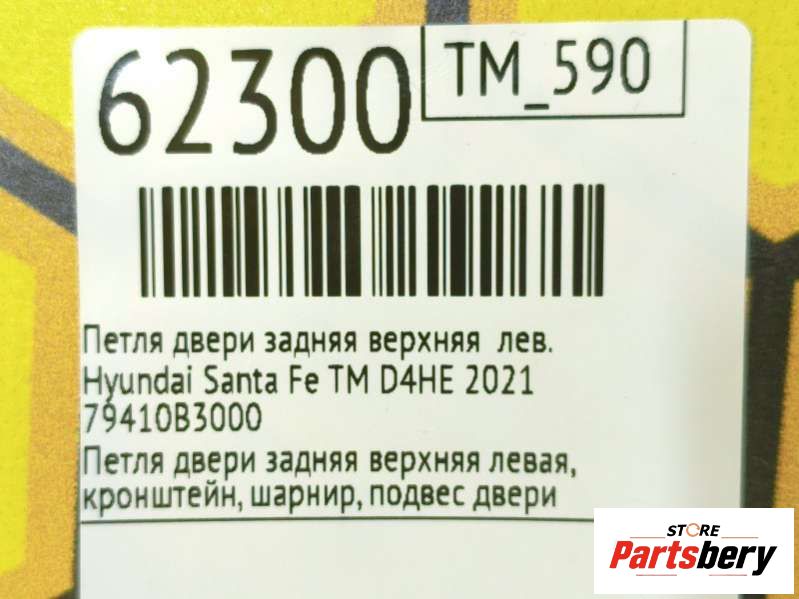 62300
TM_590
Петля двери задняя верхняя лев.
Hyundai Santa Fe TM D4HE 2021
79410B3000
Петля двери задняя верхняя левая,
кронштейн, шарнир, подвес двери
STORE
Partsbery